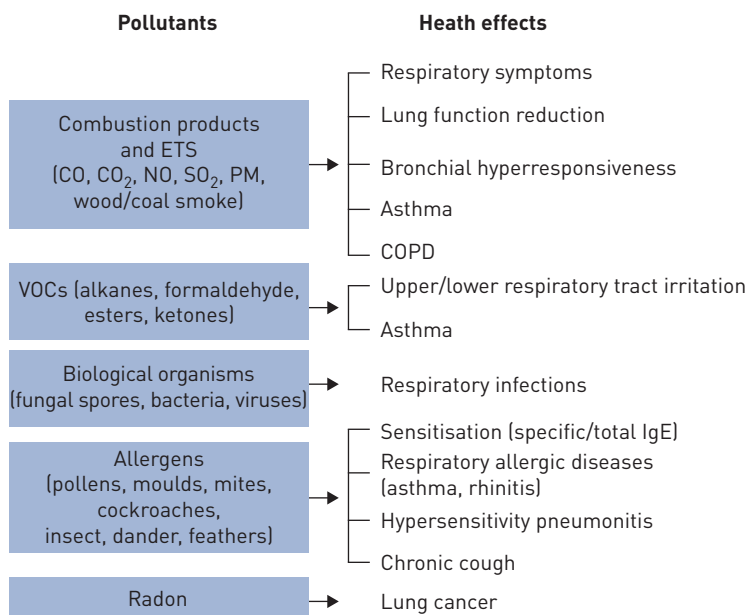 Pollutants
Heath effects
Combustion products
and ETS
(CO, CO₂, NO, SO₂, PM,
wood/coal smoke)
Respiratory symptoms
Lung function reduction
Bronchial hyperresponsiveness
Asthma
COPD
VOCs (alkanes, formaldehyde,
esters, ketones)
Upper/lower respiratory tract irritation
Asthma
Biological organisms
(fungal spores, bacteria, viruses)
Respiratory infections
Allergens
(pollens, moulds, mites,
cockroaches,
insect, dander, feathers)
Sensitisation (specific/total IgE)
Respiratory allergic diseases
(asthma, rhinitis)
Hypersensitivity pneumonitis
Chronic cough
Radon
Lung cancer